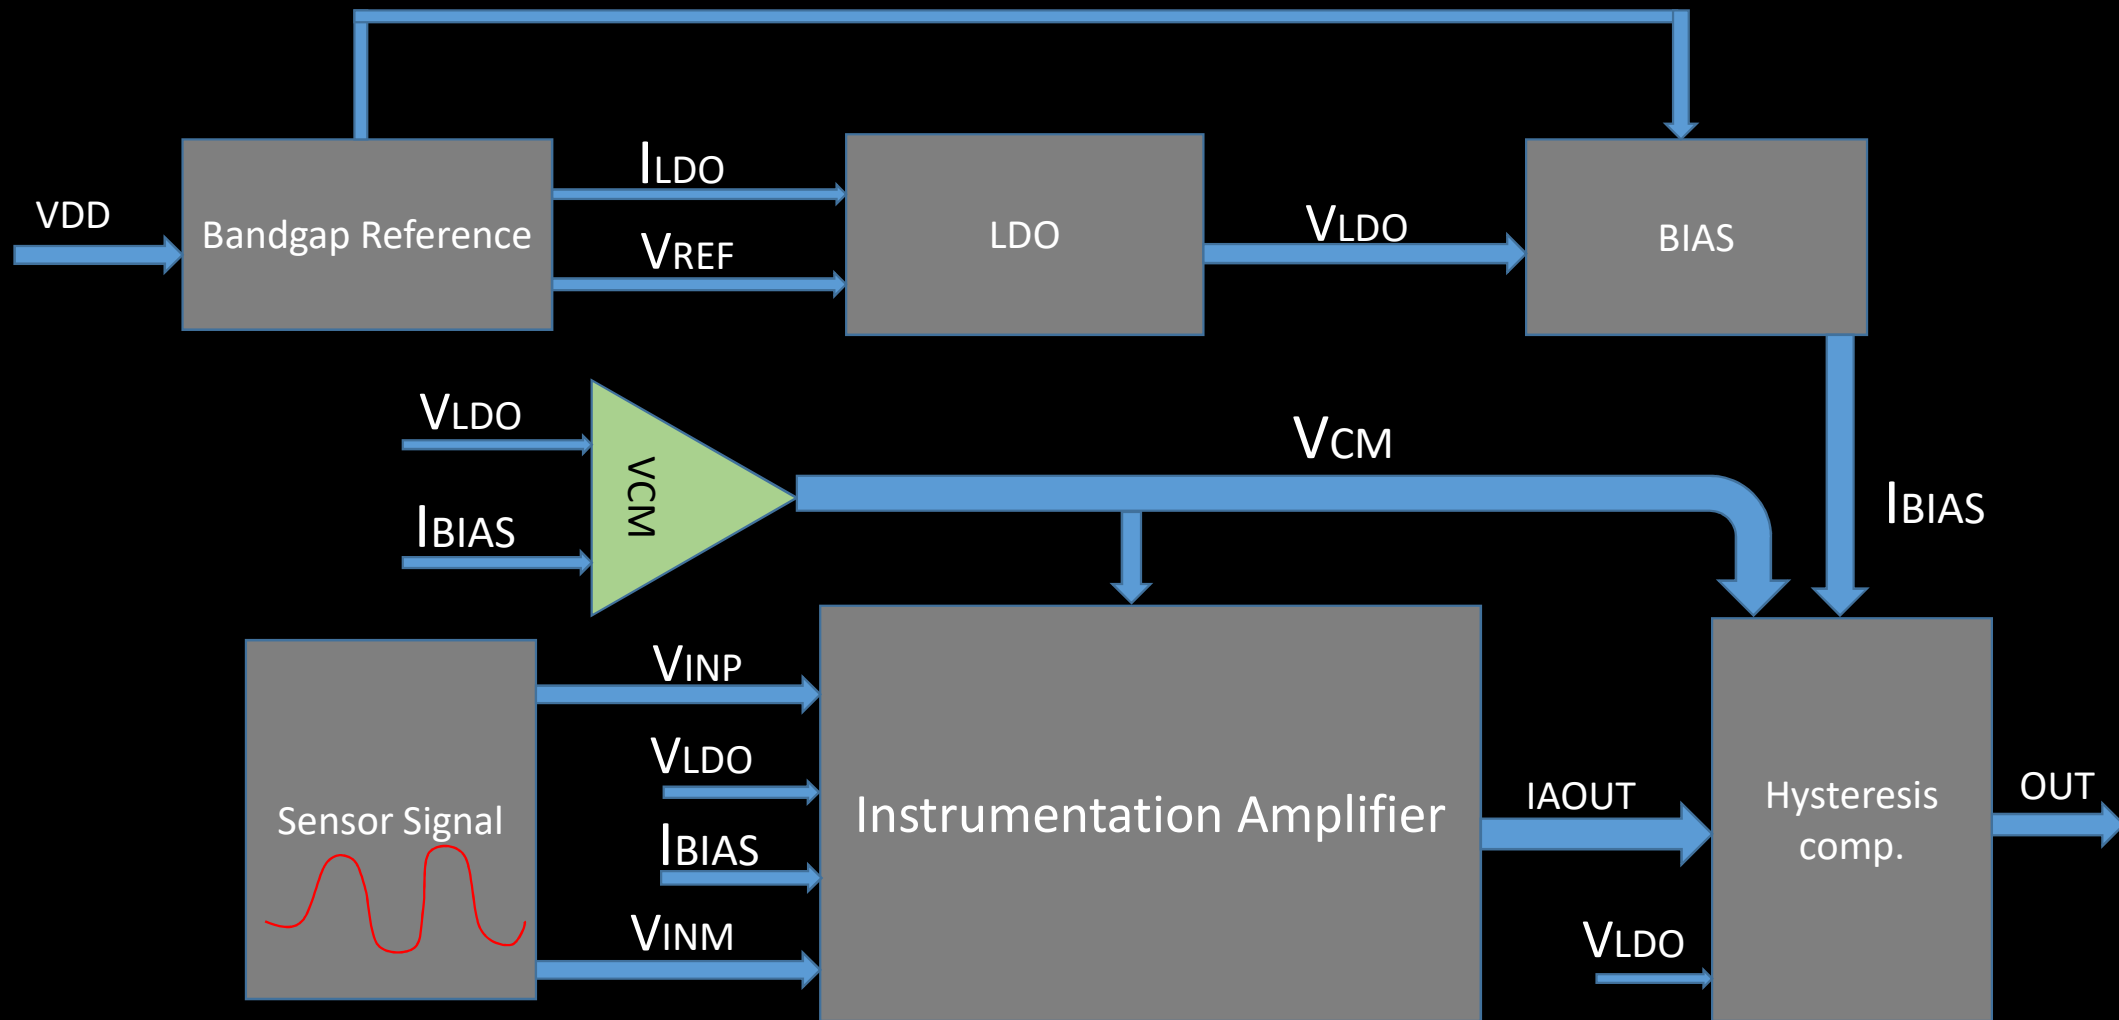 VDD
Bandgap Reference
ILDO
VREF
LDO
VLDO
BIAS
VLDO
IBIAS
VCM
VCM
IBIAS
Sensor Signal
VINP
VLDO
IBIAS
VINM
Instrumentation Amplifier
IAOUT
VLDO
Hysteresis
comp.
OUT